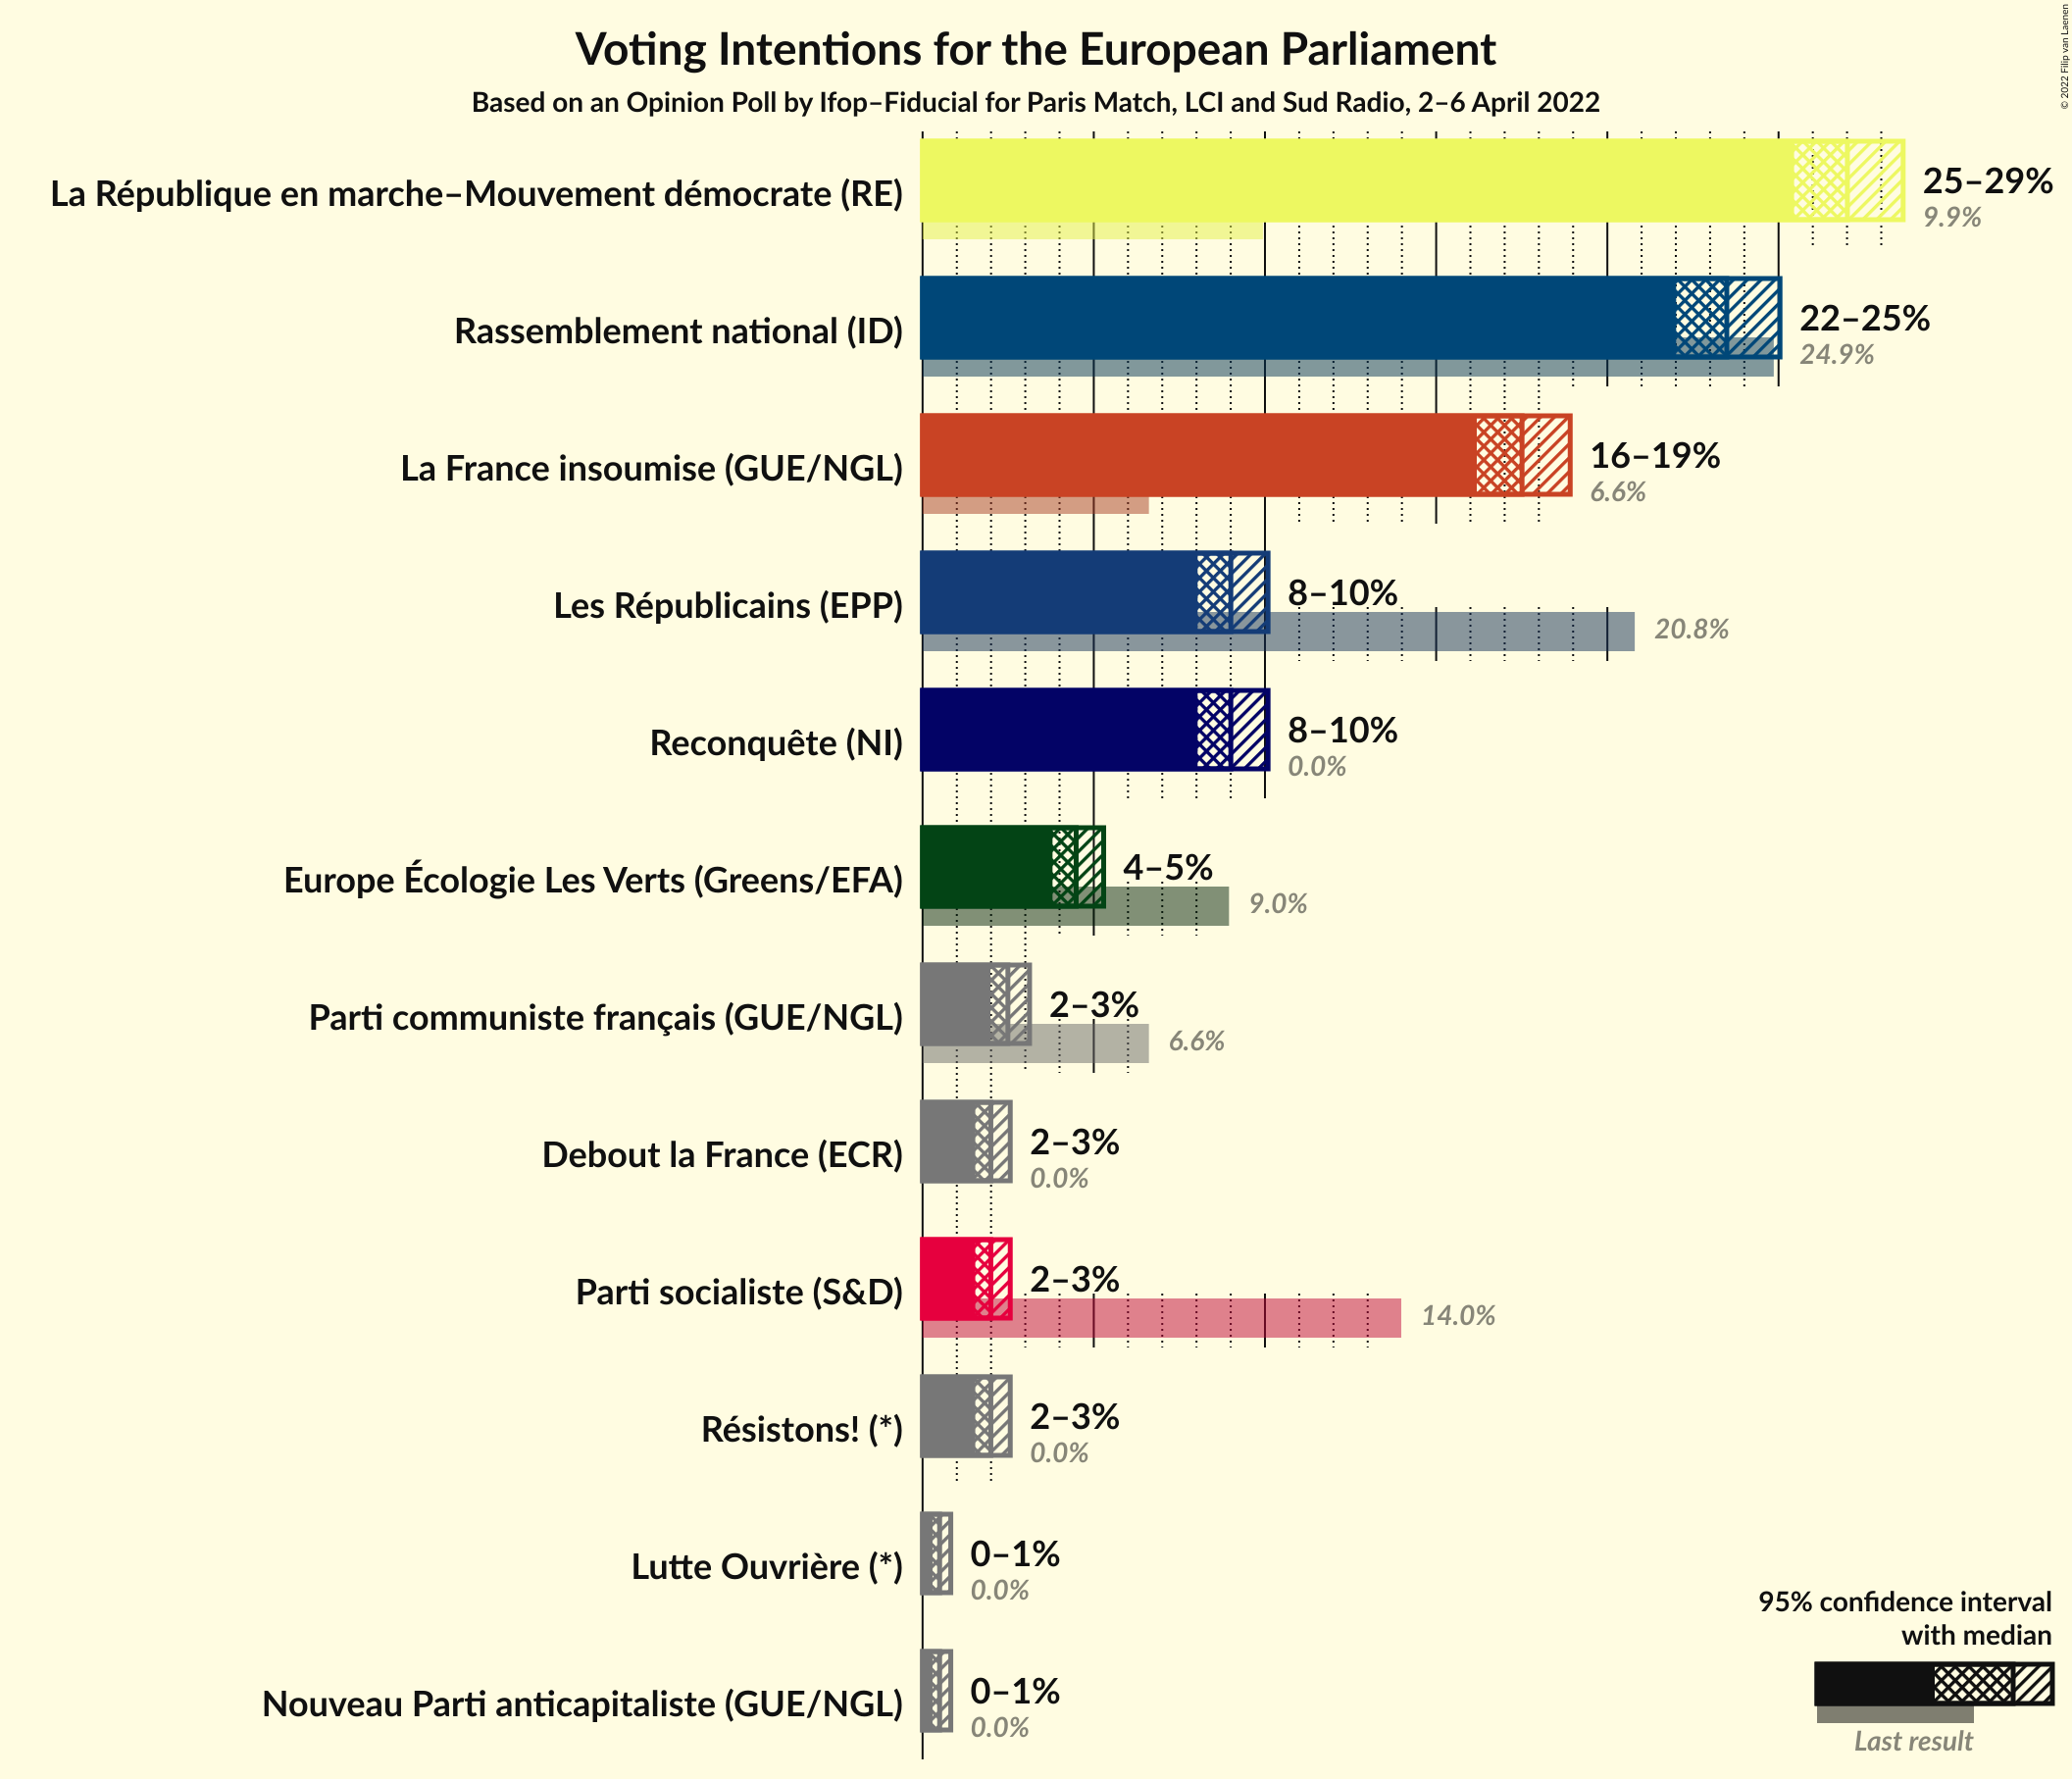 Voting Intentions for the European Parliament
Based on an Opinion Poll by Ifop–Fiducial for Paris Match, LCI and Sud Radio, 2–6 April 2022
© 2022 Filip van Laenen
La République en marche–Mouvement démocrate (RE)
25–29%
9.9%
Rassemblement national (ID)
22–25%
24.9%
La France insoumise (GUE/NGL)
16–19%
6.6%
Les Républicains (EPP)
8–10%
20.8%
Reconquête (NI)
8–10%
0.0%
Europe Écologie Les Verts (Greens/EFA)
4–5%
9.0%
Parti communiste français (GUE/NGL)
2–3%
6.6%
Debout la France (ECR)
2–3%
0.0%
Parti socialiste (S&D)
2–3%
14.0%
Résistons! (*)
2–3%
0.0%
Lutte Ouvrière (*)
0–1%
0.0%
Nouveau Parti anticapitaliste (GUE/NGL)
0–1%
0.0%
95% confidence interval
with median
Last result